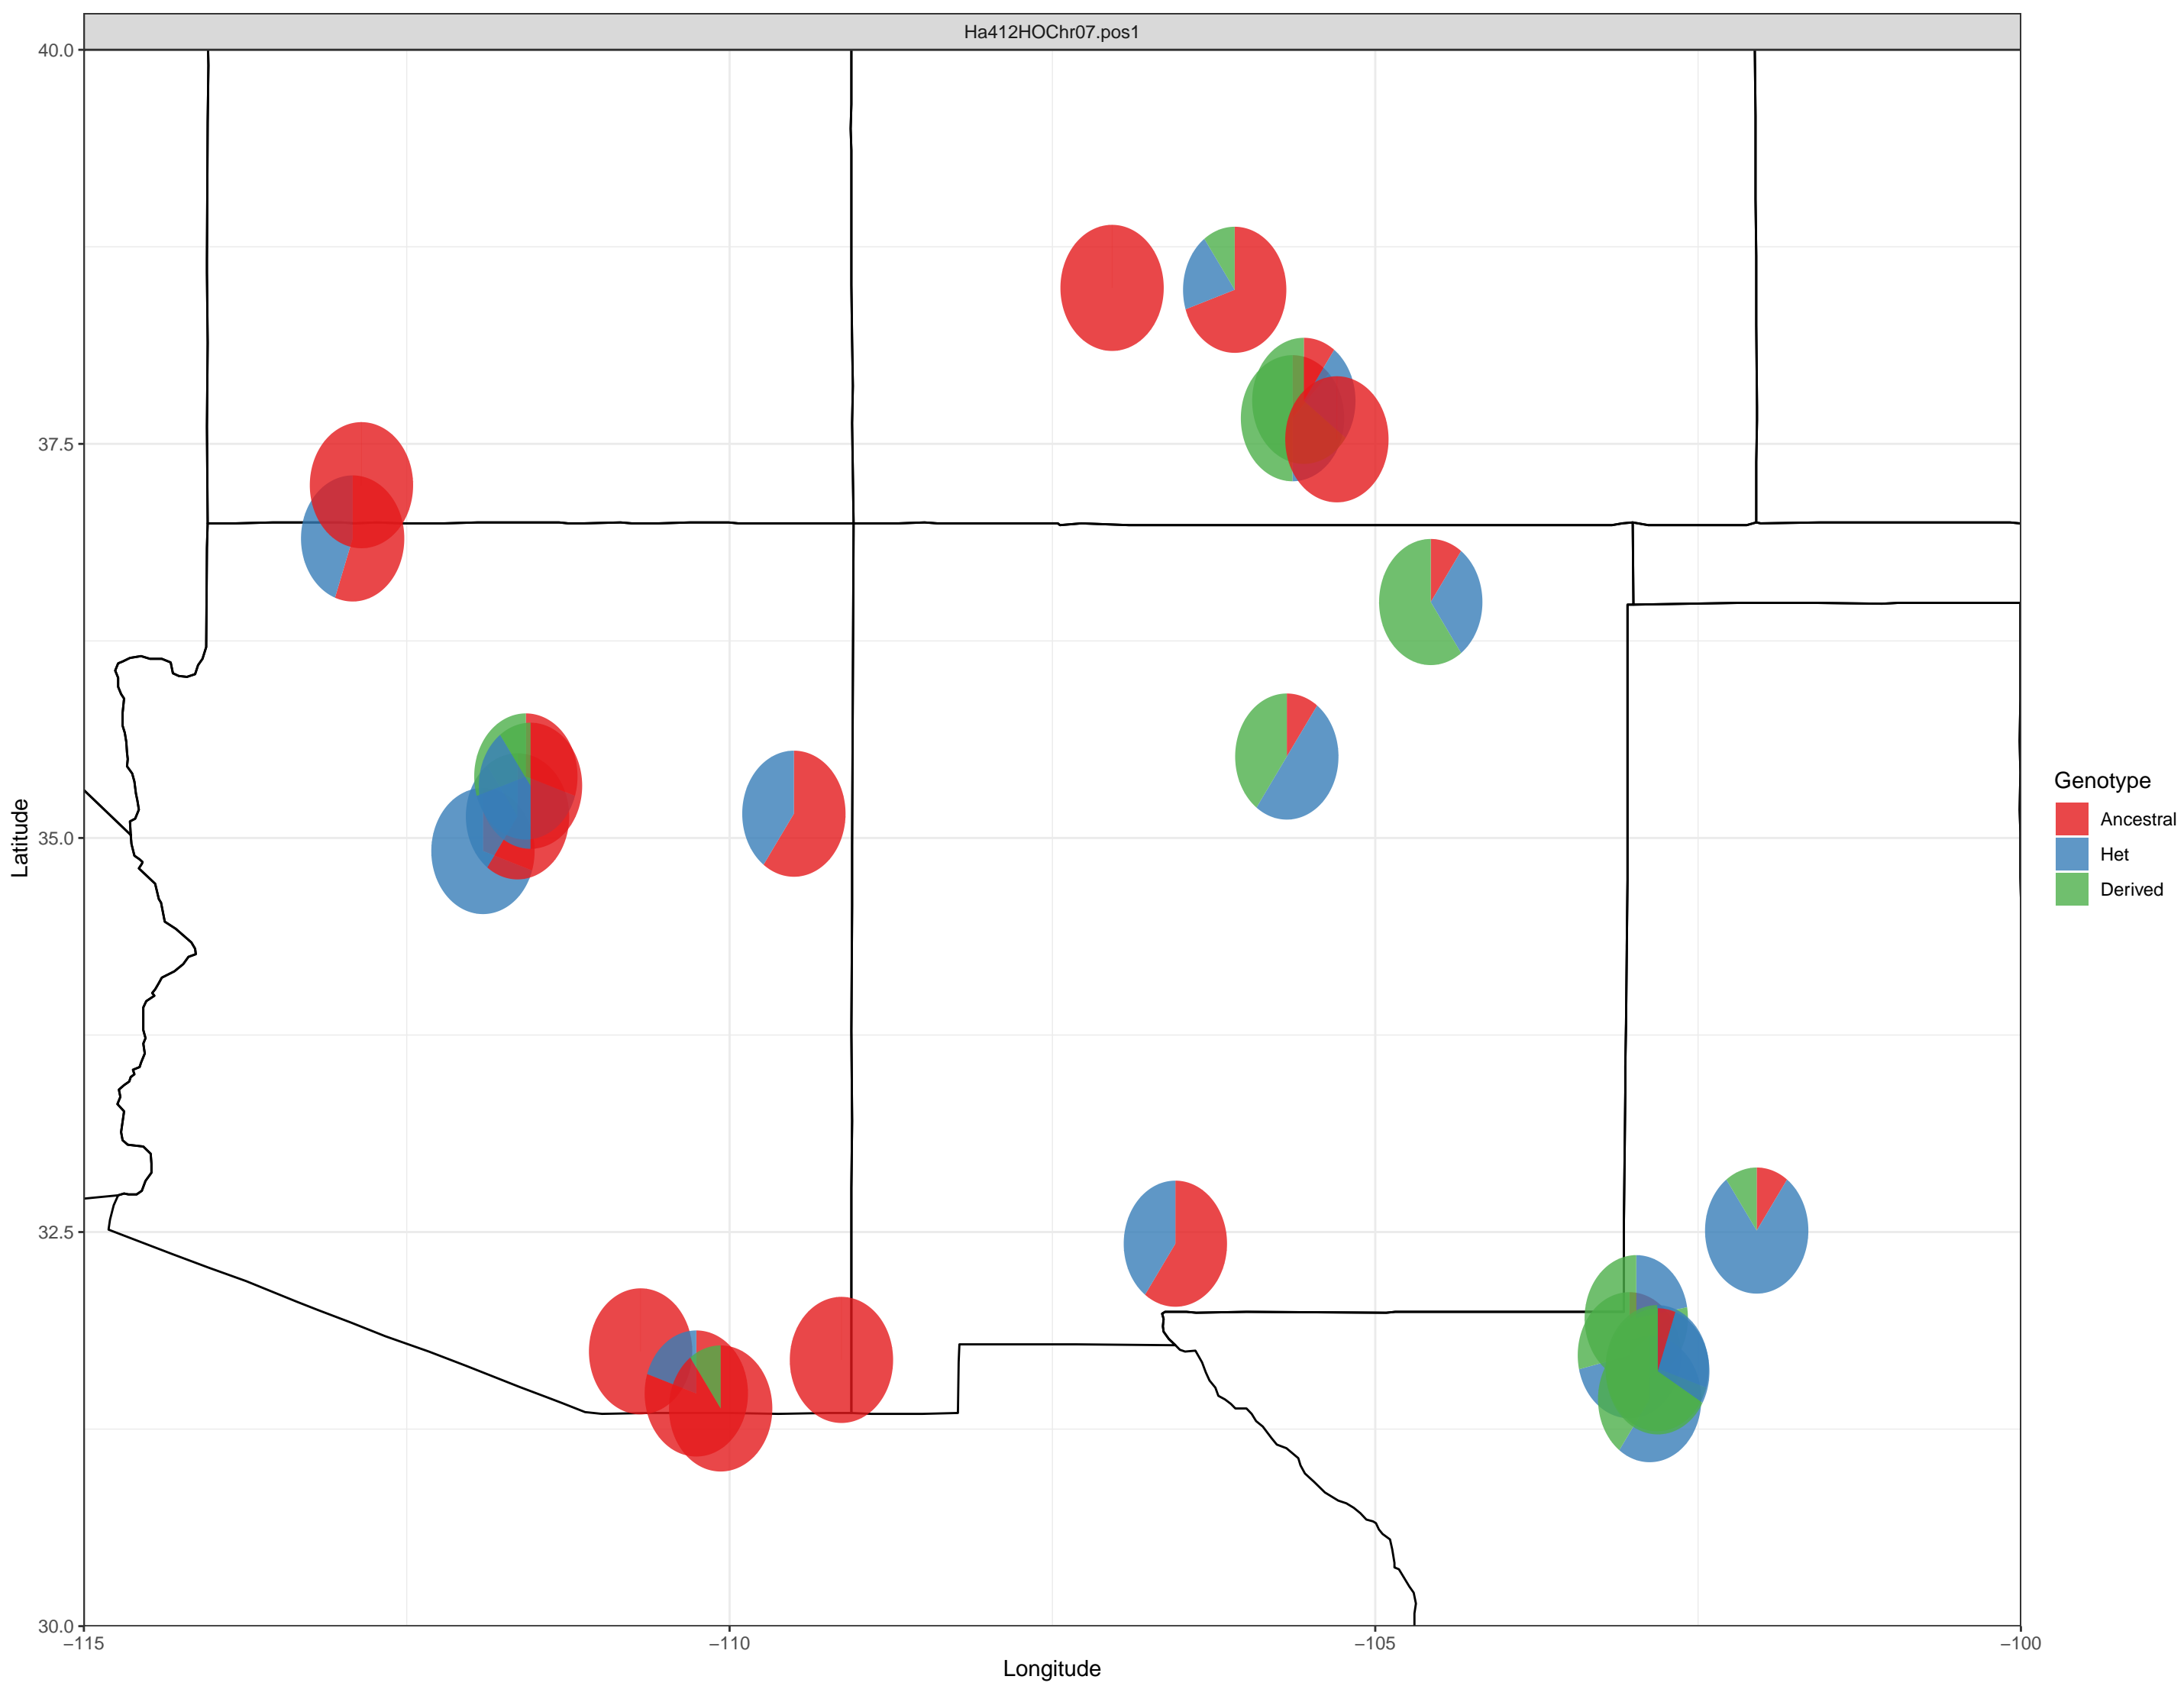 Ha412HOChr07.pos1
40.0
37.5
35.0
32.5
30.0
Latitude
−115
−110
−105
−100
Longitude
Genotype
Ancestral
Het
Derived